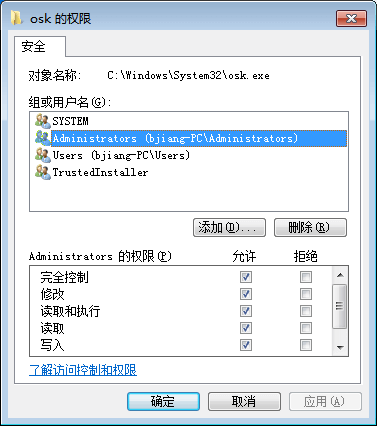 osk 的权限
安全
对象名称: C:\Windows\System32\osk.exe
组或用户名(G):
SYSTEM
Administrators (bjiang-PC\Administrators)
Users (bjiang-PC\Users)
TrustedInstaller
添加(D)... 删除(R)
Administrators 的权限(P) 允许 拒绝
完全控制
修改
读取和执行
读取
写入
了解访问控制和权限
确定 取消 应用(A)